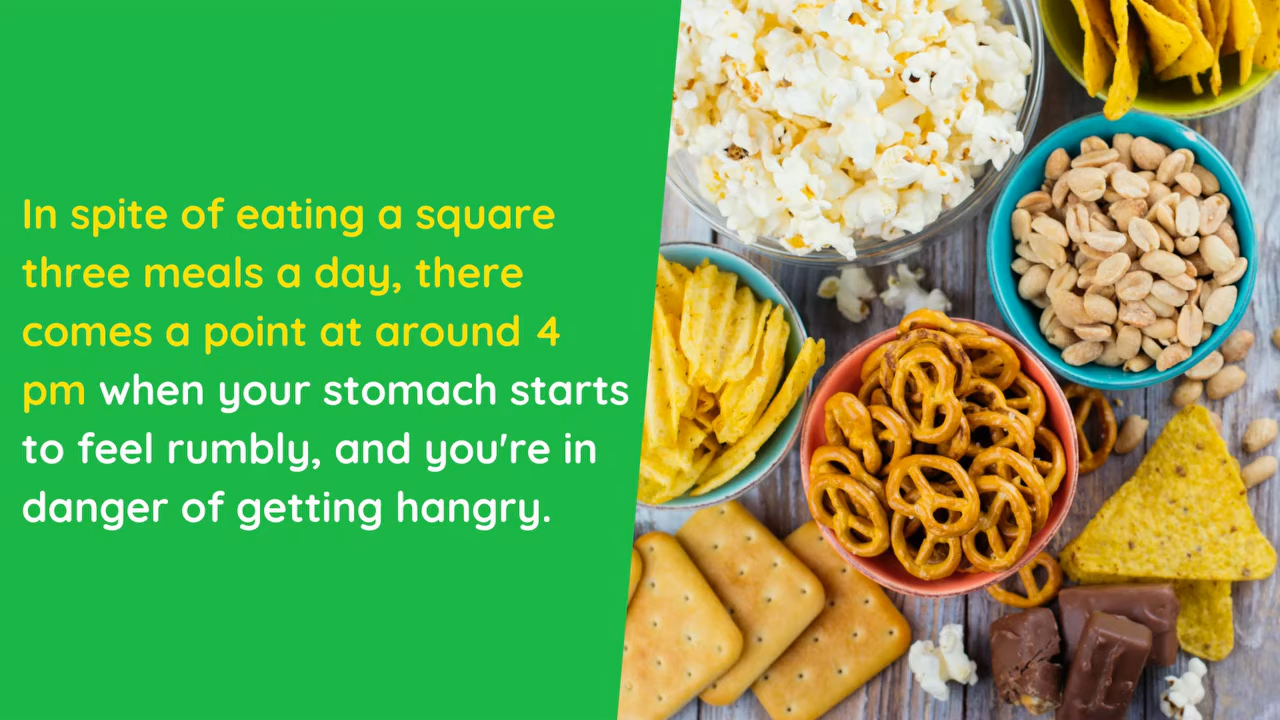 In spite of eating a square
three meals a day, there
comes a point at around 4
pm when your stomach starts
to feel rumbly, and you're in
danger of getting hangry.